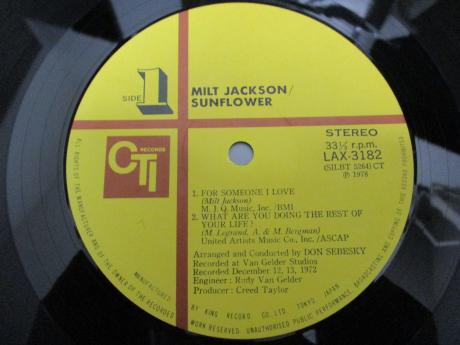 SIDE 1
MILT JACKSON/
SUNFLOWER
CTI RECORDS
STEREO
33⅓ r.p.m.
LAX-3182
(SILBT 5264) CT
Ⓟ 1978
1. FOR SOMEONE I LOVE
(Milt Jackson)
M. J. Q. Music, Inc. /BMI
2. WHAT ARE YOU DOING THE REST OF
YOUR LIFE?
(M. Legrand, A. & M. Bergman)
United Artists Music Co., Inc. /ASCAP
Arranged and Conducted by DON SEBESKY
Recorded at Van Gelder Studios
Recorded December 12, 13, 1972
Engineer : Rudy Van Gelder
Producer : Creed Taylor
ALL RIGHTS OF THE MANUFACTURER AND OF THE OWNER OF THE RECORDED WORK RESERVED. UNAUTHORISED PUBLIC PERFORMANCE, BROADCASTING AND COPYING OF THIS RECORD PROHIBITED
MANUFACTURED BY KING RECORD CO. LTD. TOKYO, JAPAN